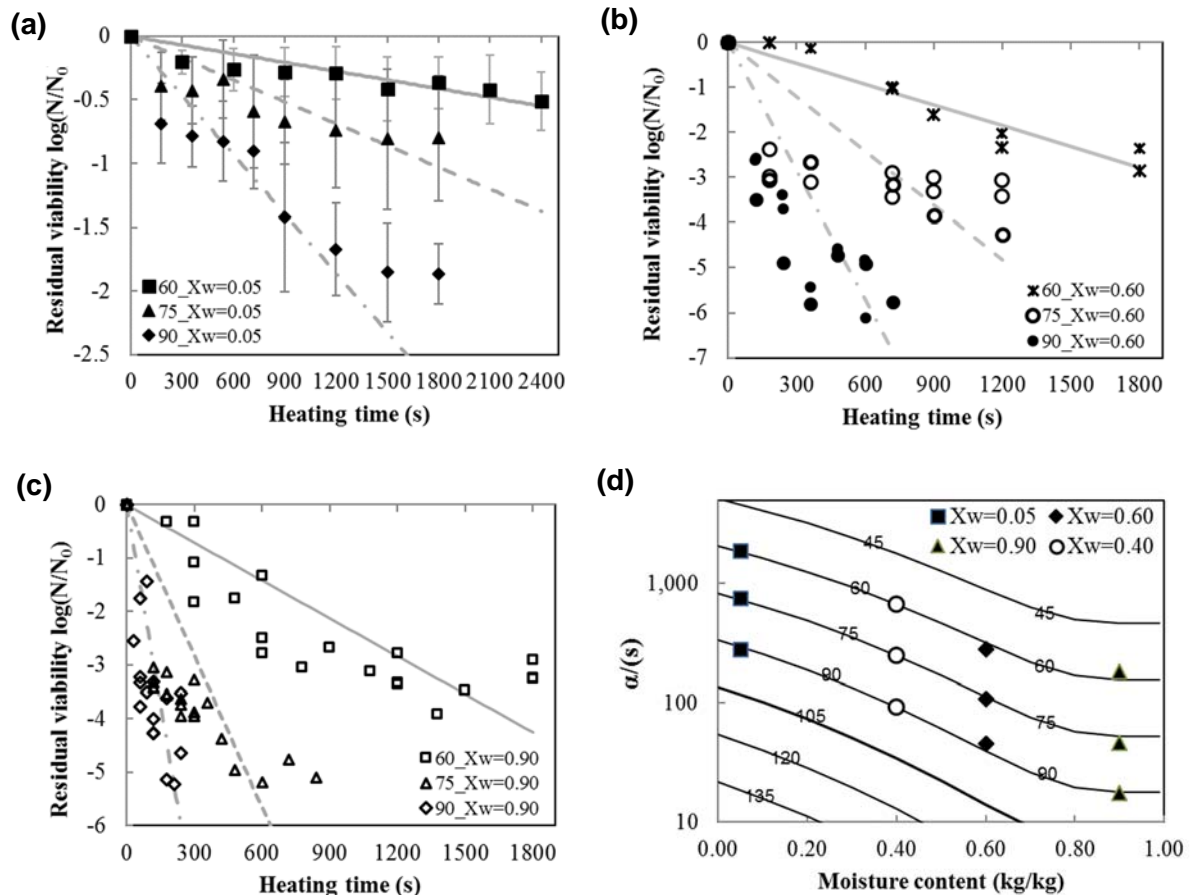 (a)
Residual viability log(N/N0)
0
-0.5
-1
-1.5
-2
-2.5
60_Xw=0.05
75_Xw=0.05
90_Xw=0.05
0 300 600 900 1200 1500 1800 2100 2400
Heating time (s)
(b)
Residual viability log(N/N0)
0
-1
-2
-3
-4
-5
-6
-7
60_Xw=0.60
75_Xw=0.60
90_Xw=0.60
0 300 600 900 1200 1500 1800
Heating time (s)
(c)
Residual viability log(N/N0)
0
-1
-2
-3
-4
-5
-6
60_Xw=0.90
75_Xw=0.90
90_Xw=0.90
0 300 600 900 1200 1500 1800
Heating time (s)
(d)
α/(s)
1,000
100
10
Xw=0.05 Xw=0.60
Xw=0.90 Xw=0.40
45
45
60
60
75
75
90
90
105
120
135
0.00 0.20 0.40 0.60 0.80 1.00
Moisture content (kg/kg)